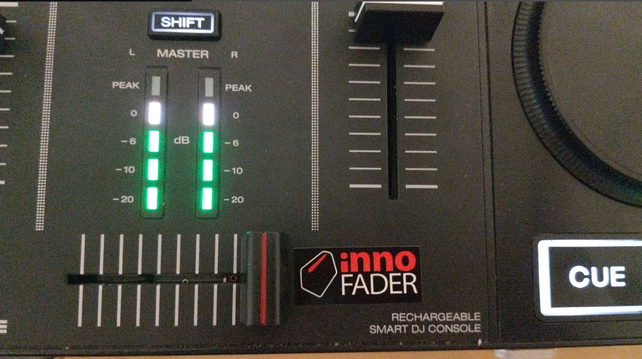 SHIFT
L MASTER R
PEAK PEAK
0 0
-6 dB -6
-10 -10
-20 -20
inno
FADER
CUE
RECHARGEABLE
SMART DJ CONSOLE